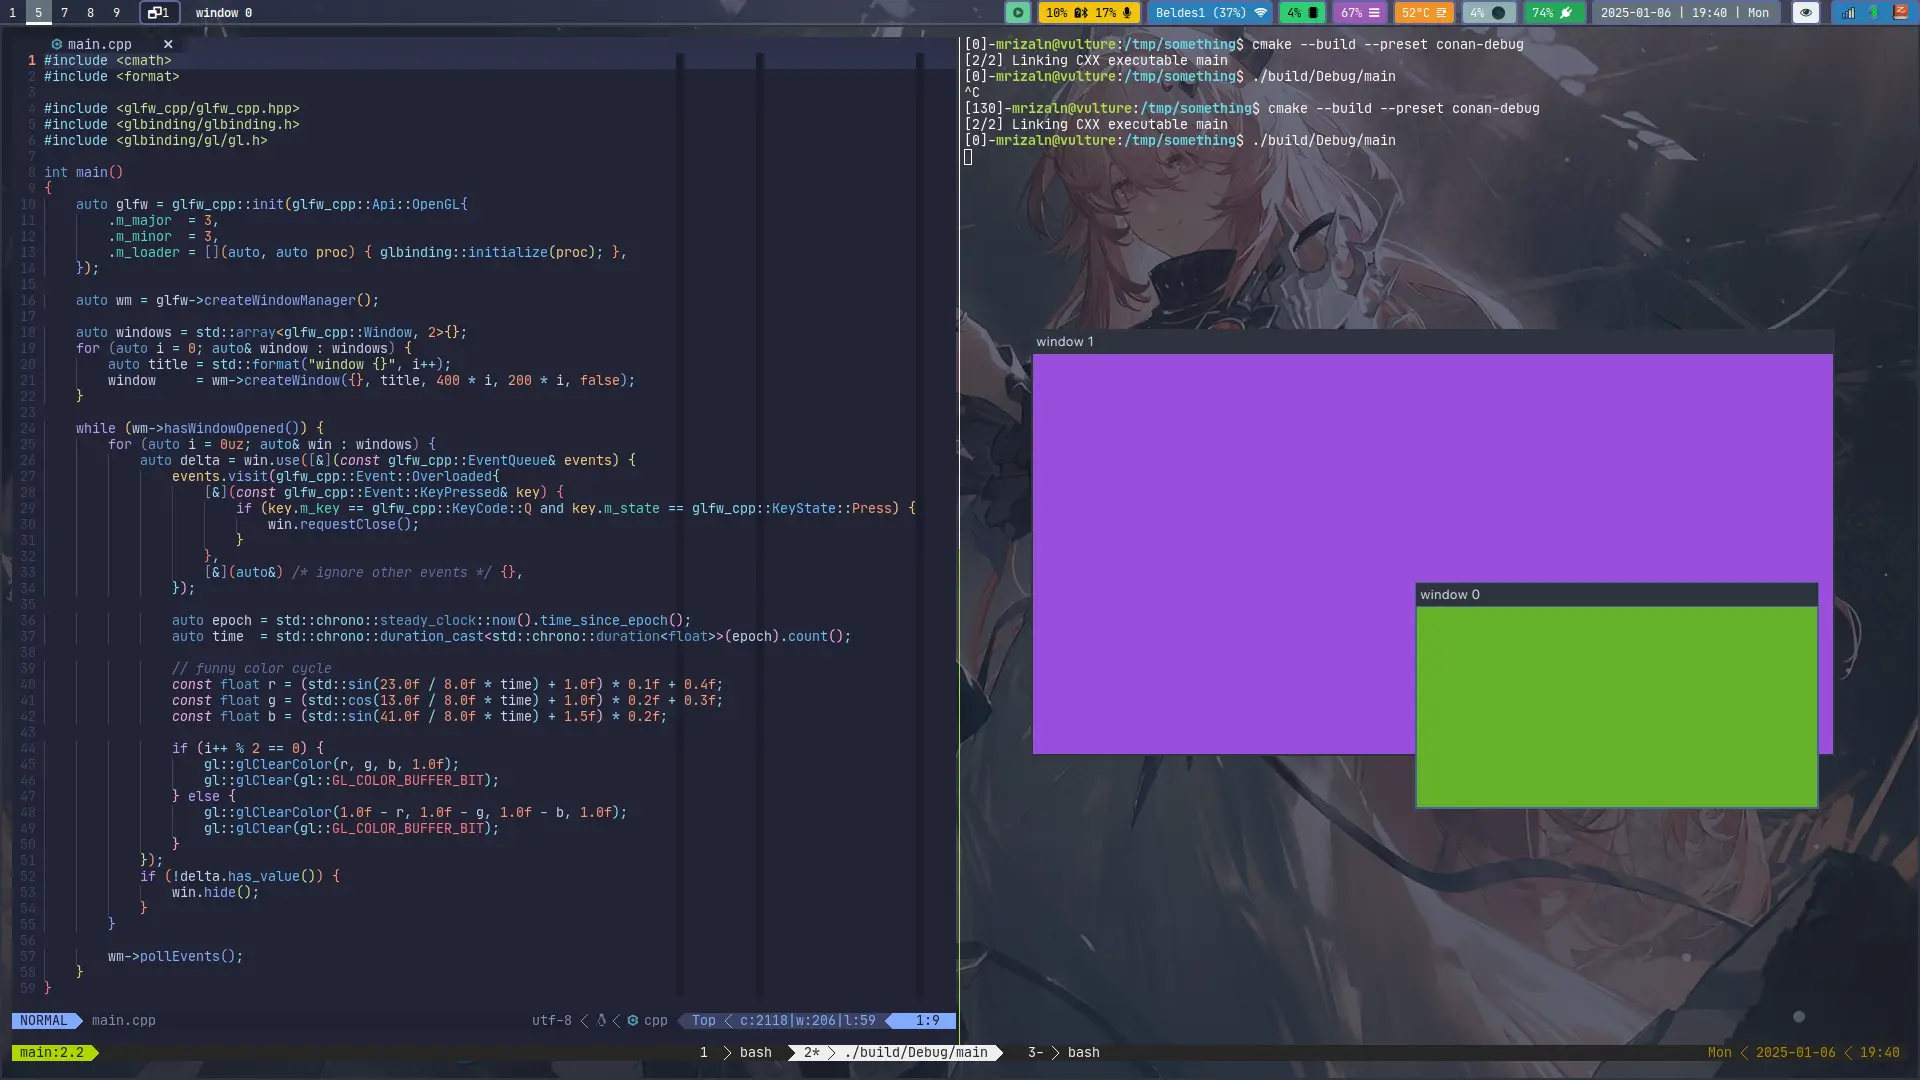 1 5 7 8 9 1 window 0 10% 17% Beldes1 (37%) 4% 67% 52°C 4% 74% 2025-01-06 | 19:40 | Mon
main.cpp ×
1 #include <cmath>
2 #include <format>
3
4 #include <glfw_cpp/glfw_cpp.hpp>
5 #include <glbinding/glbinding.h>
6 #include <glbinding/gl/gl.h>
7
8 int main()
9 {
10 auto glfw = glfw_cpp::init(glfw_cpp::Api::OpenGL{
11 .m_major = 3,
12 .m_minor = 3,
13 .m_loader = [](auto, auto proc) { glbinding::initialize(proc); },
14 });
15
16 auto wm = glfw->createWindowManager();
17
18 auto windows = std::array<glfw_cpp::Window, 2>{};
19 for (auto i = 0; auto& window : windows) {
20 auto title = std::format("window {}", i++);
21 window = wm->createWindow({}, title, 400 * i, 200 * i, false);
22 }
23
24 while (wm->hasWindowOpened()) {
25 for (auto i = 0uz; auto& win : windows) {
26 auto delta = win.use([&](const glfw_cpp::EventQueue& events) {
27 events.visit(glfw_cpp::Event::Overloaded{
28 [&](const glfw_cpp::Event::KeyPressed& key) {
29 if (key.m_key == glfw_cpp::KeyCode::Q and key.m_state == glfw_cpp::KeyState::Press) {
30 win.requestClose();
31 }
32 },
33 [&](auto&) /* ignore other events */ {},
34 });
35
36 auto epoch = std::chrono::steady_clock::now().time_since_epoch();
37 auto time = std::chrono::duration_cast<std::chrono::duration<float>>(epoch).count();
38
39 // funny color cycle
40 const float r = (std::sin(23.0f / 8.0f * time) + 1.0f) * 0.1f + 0.4f;
41 const float g = (std::cos(13.0f / 8.0f * time) + 1.0f) * 0.2f + 0.3f;
42 const float b = (std::sin(41.0f / 8.0f * time) + 1.5f) * 0.2f;
43
44 if (i++ % 2 == 0) {
45 gl::glClearColor(r, g, b, 1.0f);
46 gl::glClear(gl::GL_COLOR_BUFFER_BIT);
47 } else {
48 gl::glClearColor(1.0f - r, 1.0f - g, 1.0f - b, 1.0f);
49 gl::glClear(gl::GL_COLOR_BUFFER_BIT);
50 }
51 });
52 if (!delta.has_value()) {
53 win.hide();
54 }
55 }
56
57 wm->pollEvents();
58 }
59 }
NORMAL main.cpp utf-8 cpp Top c:2118|w:206|l:59 1:9
[0]-mrizaln@vulture:/tmp/something$ cmake --build --preset conan-debug
[2/2] Linking CXX executable main
[0]-mrizaln@vulture:/tmp/something$ ./build/Debug/main
^C
[130]-mrizaln@vulture:/tmp/something$ cmake --build --preset conan-debug
[2/2] Linking CXX executable main
[0]-mrizaln@vulture:/tmp/something$ ./build/Debug/main
window 1
window 0
main:2.2 1 bash 2* ./build/Debug/main 3- bash Mon 2025-01-06 19:40